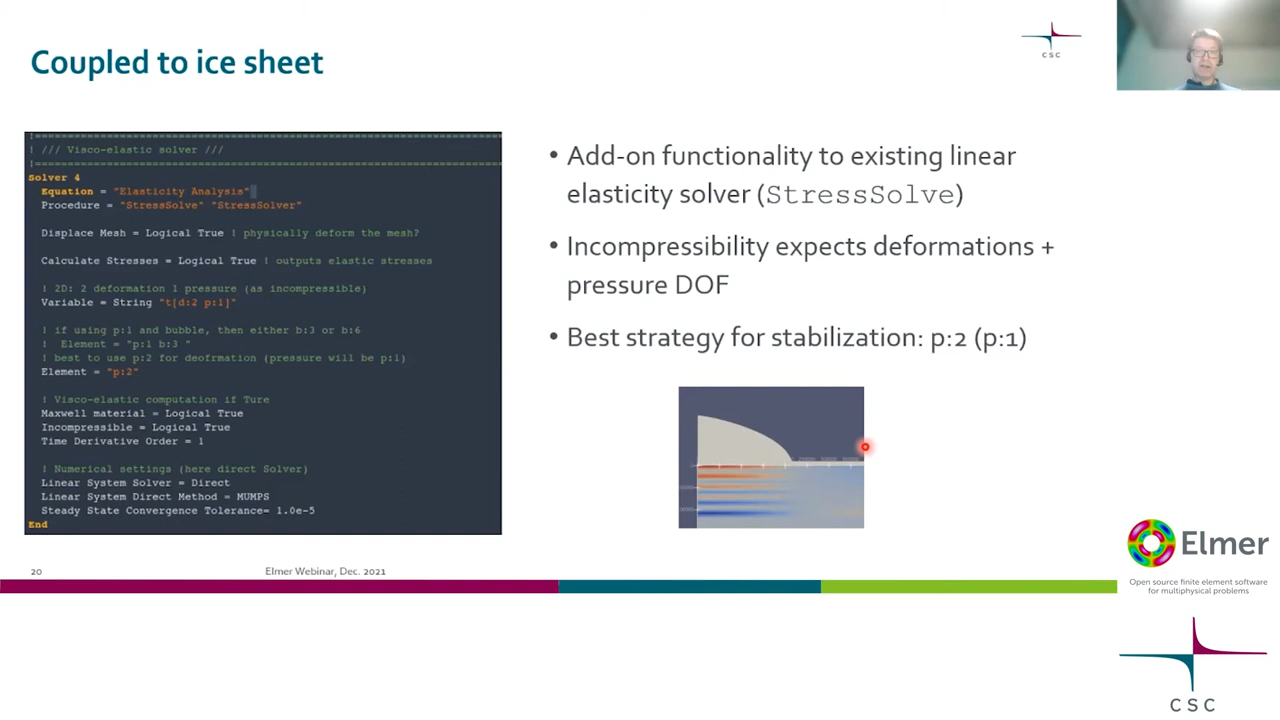 Coupled to ice sheet
CSC
!========================================================
! /// Visco-elastic solver ///
!========================================================
Solver 4
Equation = "Elasticity Analysis"
Procedure = "StressSolve" "StressSolver"
Displace Mesh = Logical True ! physically deform the mesh?
Calculate Stresses = Logical True ! outputs elastic stresses
! 2D: 2 deformation 1 pressure (as incompressible)
Variable = String "t[d:2 p:1]"
! if using p:1 and bubble, then either b:3 or b:6
! Element = "p:1 b:3 "
! best to use p:2 for deofrmation (pressure will be p:1)
Element = "p:2"
! Visco-elastic computation if Ture
Maxwell material = Logical True
Incompressible = Logical True
Time Derivative Order = 1
! Numerical settings (here direct Solver)
Linear System Solver = Direct
Linear System Direct Method = MUMPS
Steady State Convergence Tolerance= 1.0e-5
End
• Add-on functionality to existing linear
elasticity solver (StressSolve)
• Incompressibility expects deformations +
pressure DOF
• Best strategy for stabilization: p:2 (p:1)
20
Elmer Webinar, Dec. 2021
Elmer
Open source finite element software
for multiphysical problems
CSC